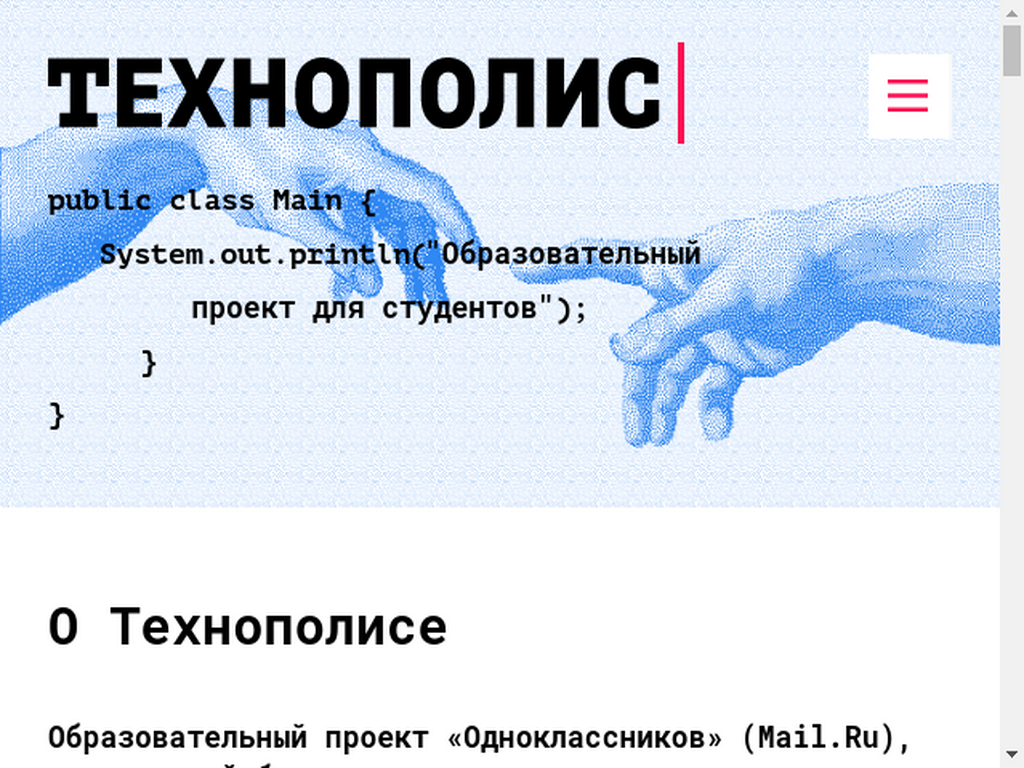 ТЕХНОПОЛИС
public class Main {
System.out.println("Образовательный
проект для студентов");
}
}
О Технополисе
Образовательный проект «Одноклассников» (Mail.Ru),